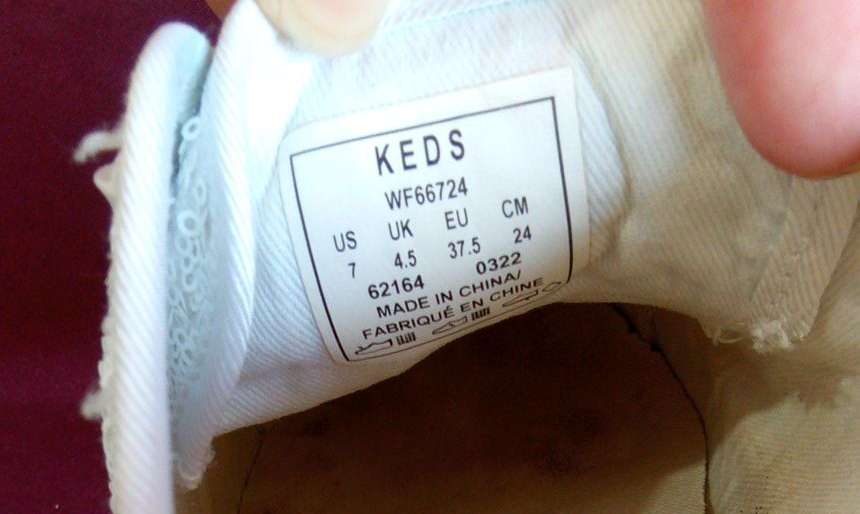 KEDS
WF66724
US UK EU CM
7 4.5 37.5 24
62164 0322
MADE IN CHINA/
FABRIQUÉ EN CHINE